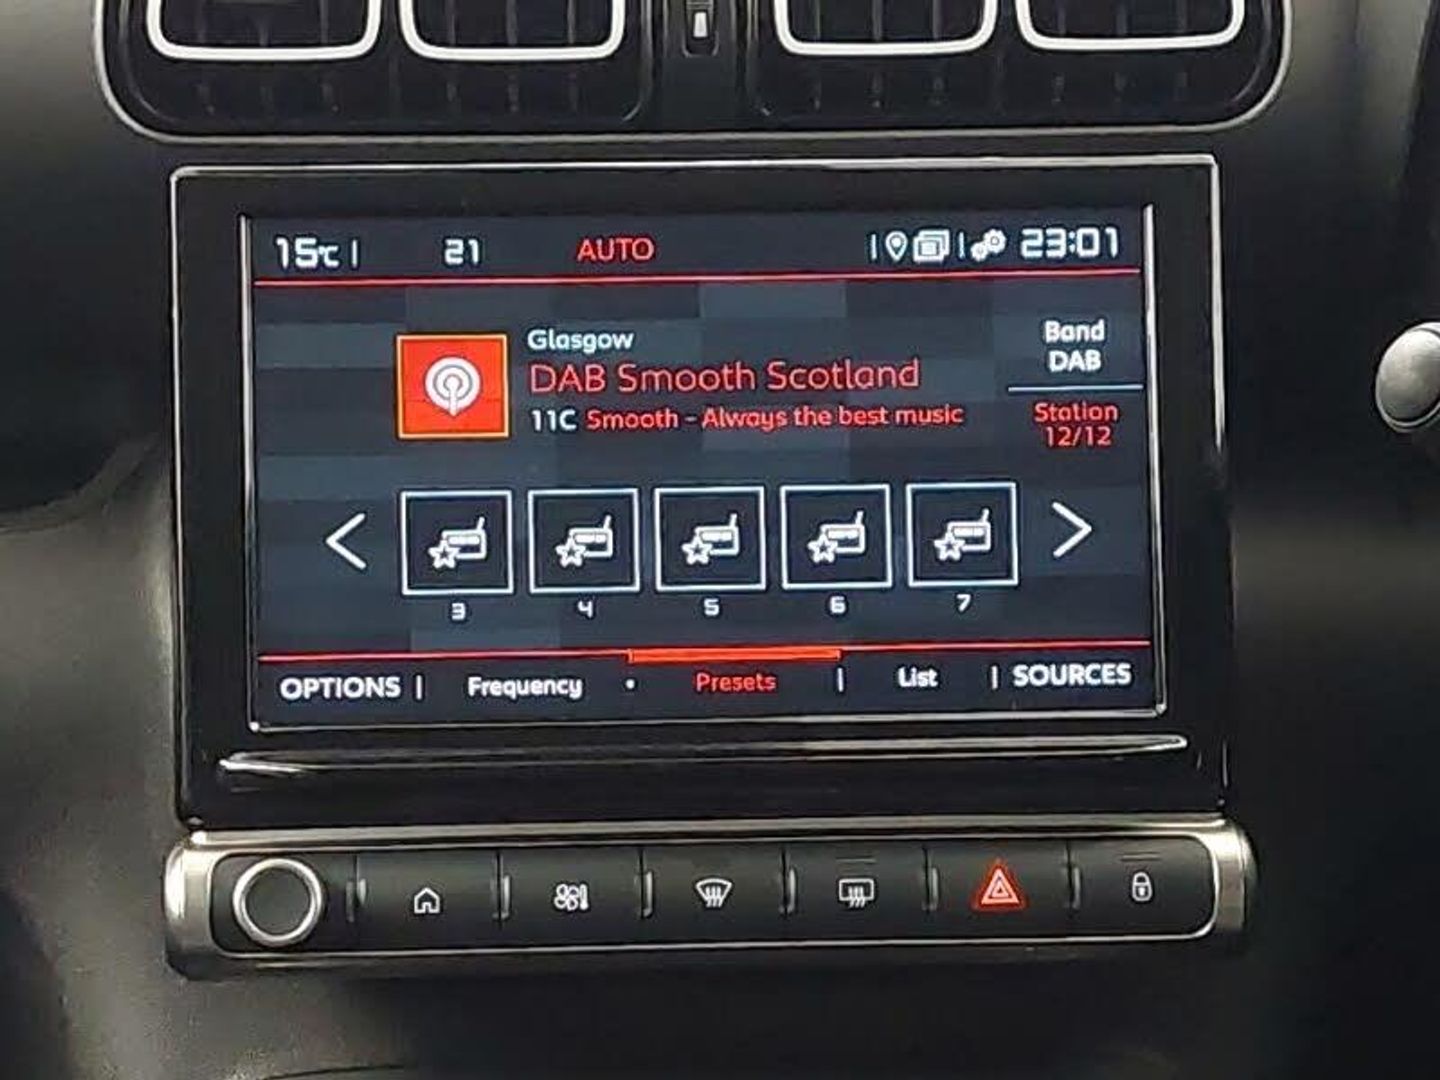 15°C 21 AUTO 23:01
Glasgow
DAB Smooth Scotland
11C Smooth - Always the best music
Band
DAB
Station
12/12
3 4 5 6 7
OPTIONS Frequency • Presets List SOURCES